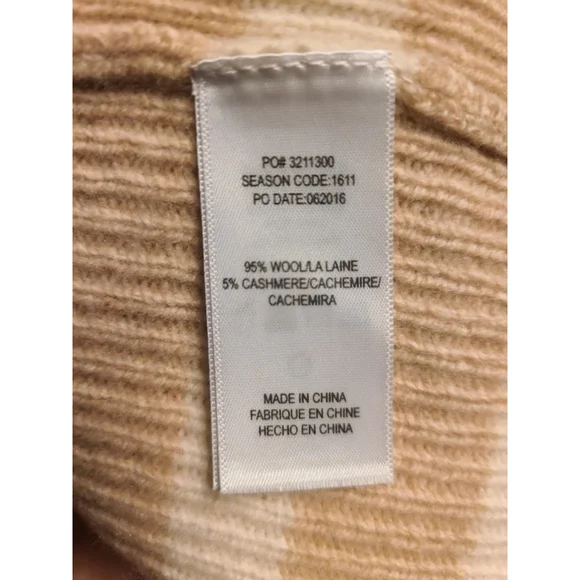 PO# 3211300
SEASON CODE:1611
PO DATE:062016
95% WOOL/LA LAINE
5% CASHMERE/CACHEMIRE/
CACHEMIRA
MADE IN CHINA
FABRIQUE EN CHINE
HECHO EN CHINA